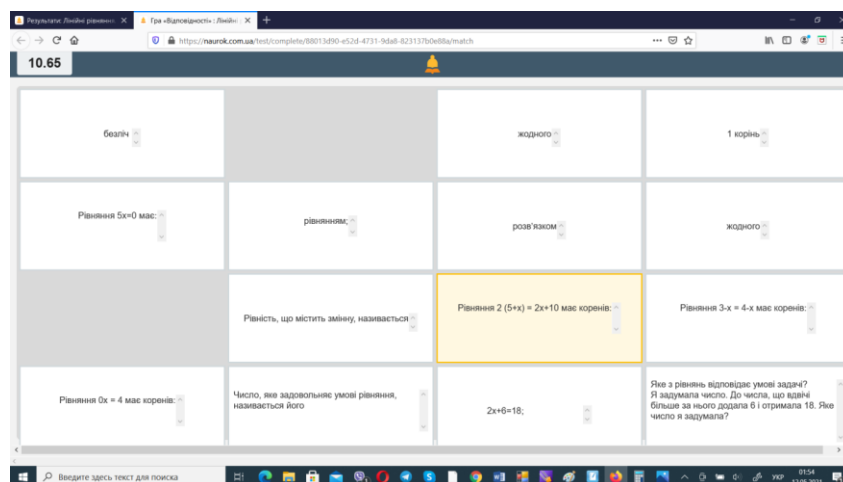 Результати: Лінійні рівняння
Гра «Відповідності»: Лінійні
https://naurok.com.ua/test/complete/88013d90-e52d-4731-9da8-823137b0e88a/match
10.65
безліч
жодного
1 корінь
Рівняння 5х=0 має:
рівнянням;
розв'язком
жодного
Рівність, що містить змінну, називається
Рівняння 2 (5+х) = 2х+10 має коренів:
Рівняння 3-х = 4-х має коренів:
Рівняння 0х = 4 має коренів:
Число, яке задовольняє умові рівняння,
називається його
2х+6=18;
Яке з рівнянь відповідає умові задачі?
Я задумала число. До числа, що вдвічі
більше за нього додала 6 і отримала 18. Яке
число я задумала?
Введите здесь текст для поиска
УКР
01:54